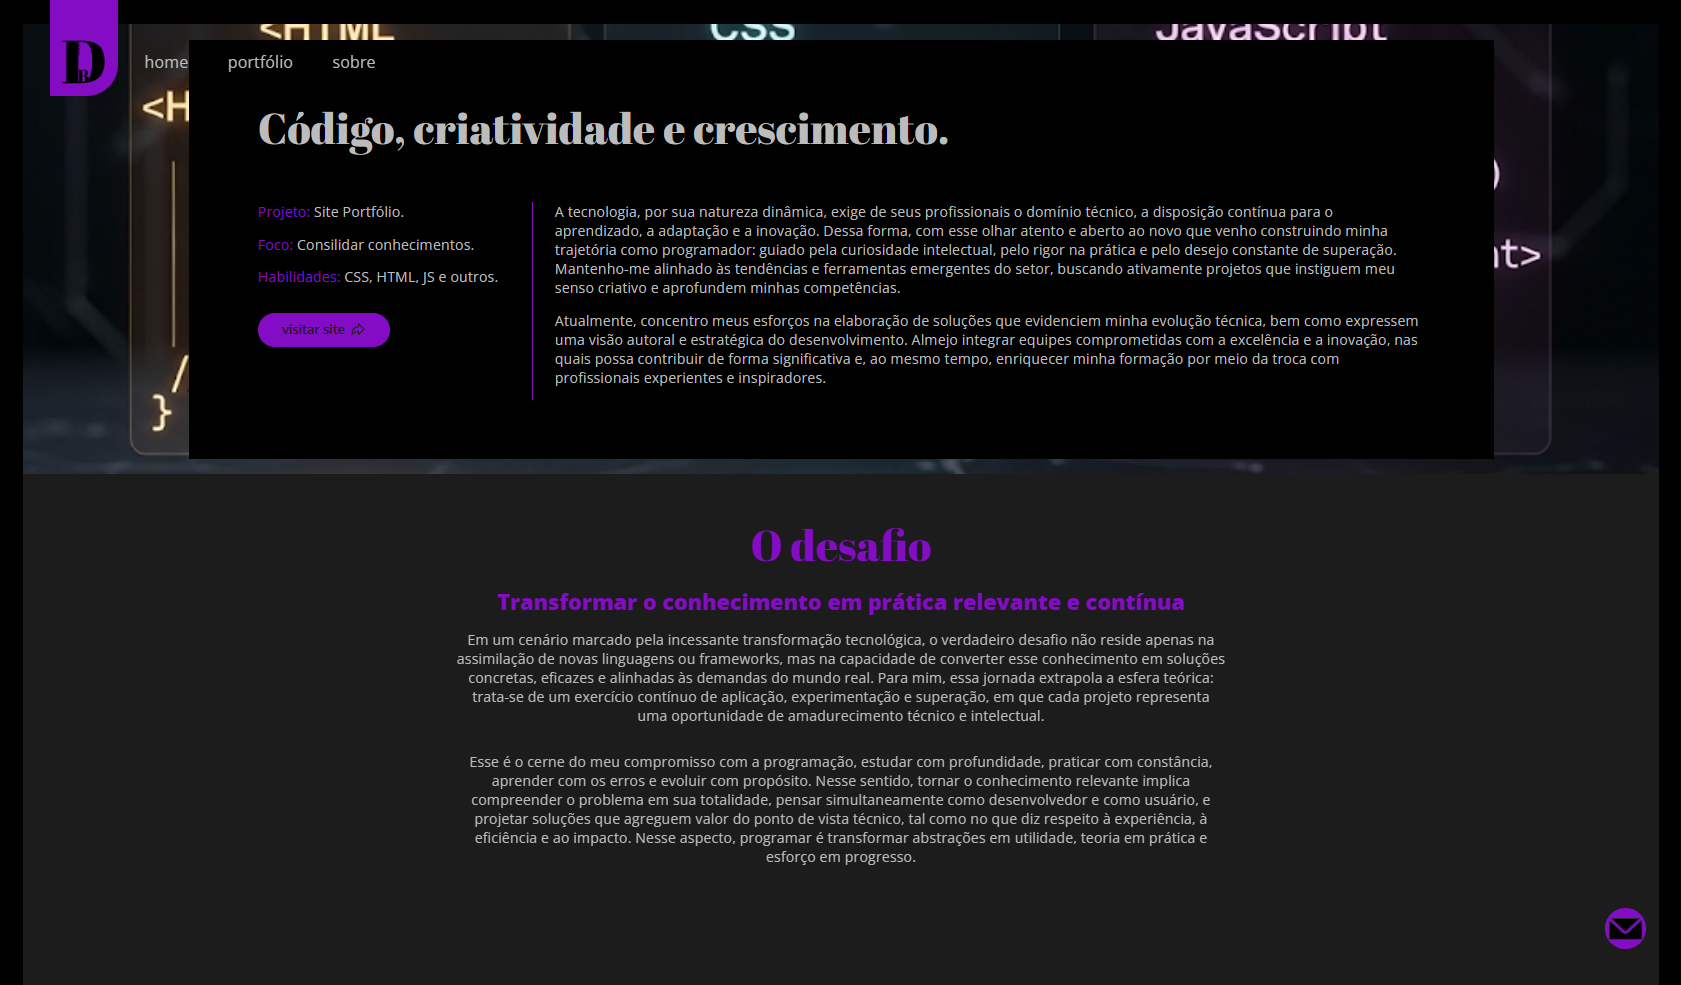 <HTML
CSS
JavaScript
home portfólio sobre
<H
Código, criatividade e crescimento.
Projeto: Site Portfólio.
Foco: Consilidar conhecimentos.
Habilidades: CSS, HTML, JS e outros.
visitar site
A tecnologia, por sua natureza dinâmica, exige de seus profissionais o domínio técnico, a disposição contínua para o
aprendizado, a adaptação e a inovação. Dessa forma, com esse olhar atento e aberto ao novo que venho construindo minha
trajetória como programador: guiado pela curiosidade intelectual, pelo rigor na prática e pelo desejo constante de superação.
Mantenho-me alinhado às tendências e ferramentas emergentes do setor, buscando ativamente projetos que instiguem meu
senso criativo e aprofundem minhas competências.
Atualmente, concentro meus esforços na elaboração de soluções que evidenciem minha evolução técnica, bem como expressem
uma visão autoral e estratégica do desenvolvimento. Almejo integrar equipes comprometidas com a excelência e a inovação, nas
quais possa contribuir de forma significativa e, ao mesmo tempo, enriquecer minha formação por meio da troca com
profissionais experientes e inspiradores.
)
nt>
/
}
O desafio
Transformar o conhecimento em prática relevante e contínua
Em um cenário marcado pela incessante transformação tecnológica, o verdadeiro desafio não reside apenas na
assimilação de novas linguagens ou frameworks, mas na capacidade de converter esse conhecimento em soluções
concretas, eficazes e alinhadas às demandas do mundo real. Para mim, essa jornada extrapola a esfera teórica:
trata-se de um exercício contínuo de aplicação, experimentação e superação, em que cada projeto representa
uma oportunidade de amadurecimento técnico e intelectual.
Esse é o cerne do meu compromisso com a programação, estudar com profundidade, praticar com constância,
aprender com os erros e evoluir com propósito. Nesse sentido, tornar o conhecimento relevante implica
compreender o problema em sua totalidade, pensar simultaneamente como desenvolvedor e como usuário, e
projetar soluções que agreguem valor do ponto de vista técnico, tal como no que diz respeito à experiência, à
eficiência e ao impacto. Nesse aspecto, programar é transformar abstrações em utilidade, teoria em prática e
esforço em progresso.